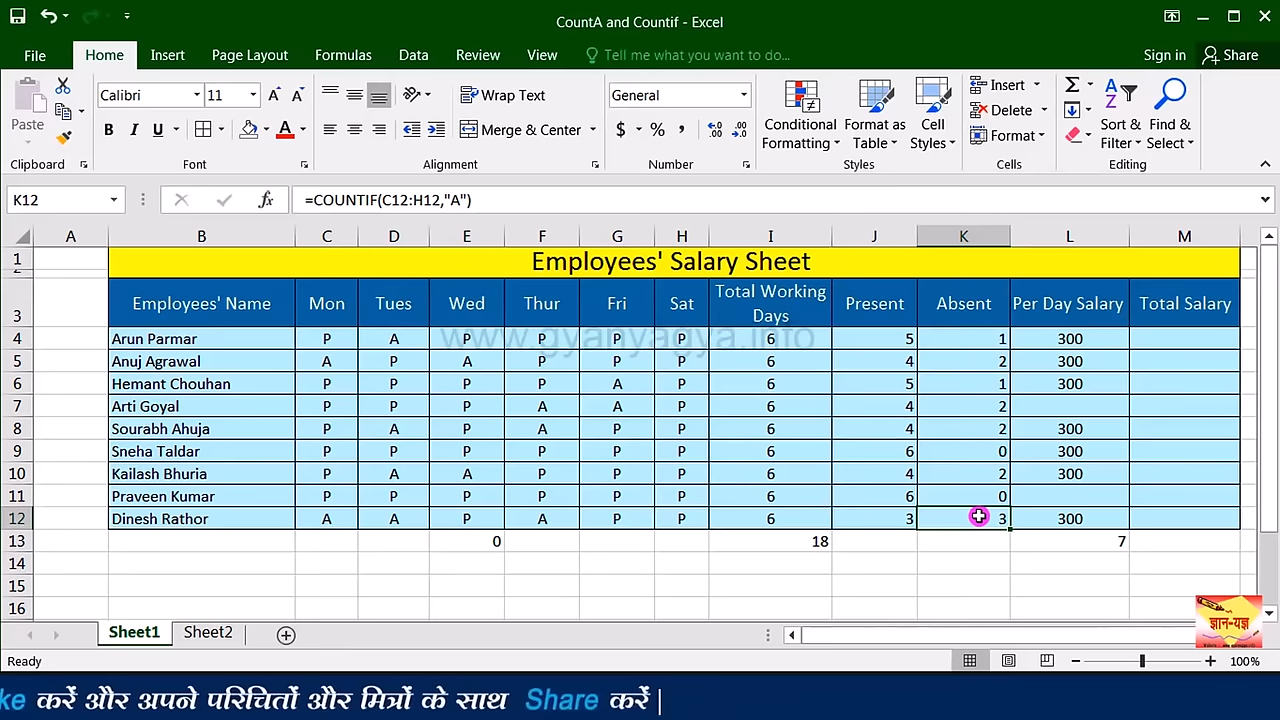 CountA and Countif - Excel
File Home Insert Page Layout Formulas Data Review View Tell me what you want to do... Sign in Share
Paste
Calibri 11 A A
B I U A
Wrap Text
Merge & Center
General
$ % ,
Conditional Formatting
Format as Table
Cell Styles
Insert
Delete
Format
Sort & Filter
Find & Select
Clipboard Font Alignment Number Styles Cells Editing
K12 fx =COUNTIF(C12:H12,"A")
A B C D E F G H I J K L M
1 Employees' Salary Sheet
2
3 Employees' Name Mon Tues Wed Thur Fri Sat Total Working Days Present Absent Per Day Salary Total Salary
www.gyanyagya.info
4 Arun Parmar P A P P P P 6 5 1 300
5 Anuj Agrawal A P A P P P 6 4 2 300
6 Hemant Chouhan P P P P A P 6 5 1 300
7 Arti Goyal P P P A A P 6 4 2
8 Sourabh Ahuja P A P A P P 6 4 2 300
9 Sneha Taldar P P P P P P 6 6 0 300
10 Kailash Bhuria P A A P P P 6 4 2 300
11 Praveen Kumar P P P P P P 6 6 0
12 Dinesh Rathor A A P A P P 6 3 3 300
13 0 18 7
14
15
16
ज्ञान-यज्ञ
Sheet1 Sheet2
Ready 100%
ke करें और अपने परिचितों और मित्रों के साथ Share करें |